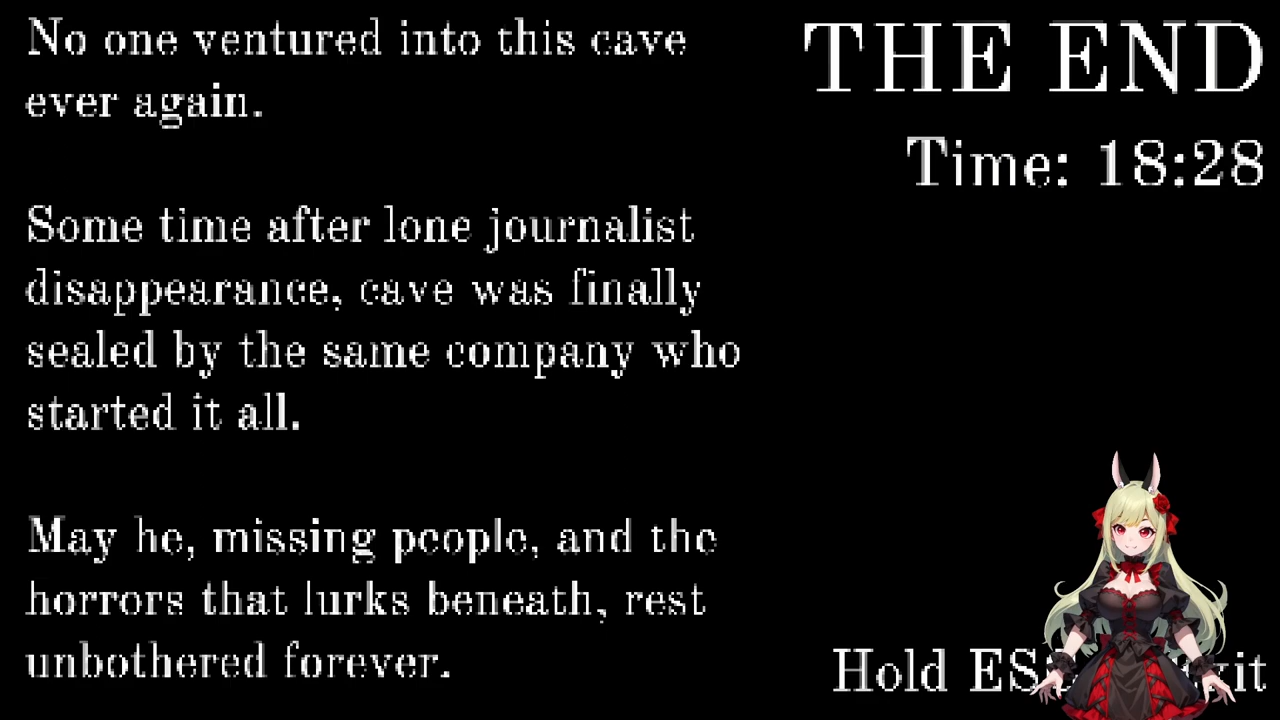 No one ventured into this cave
ever again.
Some time after lone journalist
disappearance, cave was finally
sealed by the same company who
started it all.
May he, missing people, and the
horrors that lurks beneath, rest
unbothered forever.
THE END
Time: 18:28
Hold